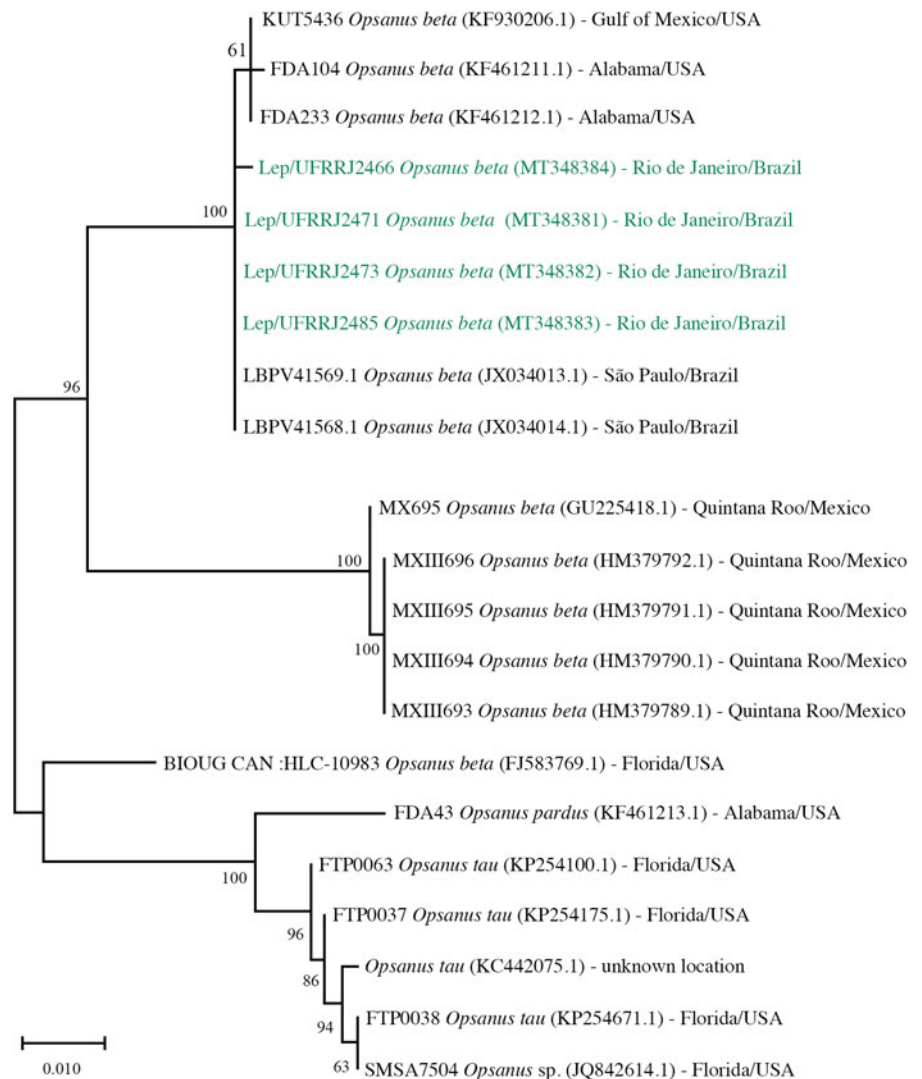 KUT5436 Opsanus beta (KF930206.1) - Gulf of Mexico/USA
61
FDA104 Opsanus beta (KF461211.1) - Alabama/USA
FDA233 Opsanus beta (KF461212.1) - Alabama/USA
Lep/UFRRJ2466 Opsanus beta (MT348384) - Rio de Janeiro/Brazil
100
Lep/UFRRJ2471 Opsanus beta (MT348381) - Rio de Janeiro/Brazil
Lep/UFRRJ2473 Opsanus beta (MT348382) - Rio de Janeiro/Brazil
Lep/UFRRJ2485 Opsanus beta (MT348383) - Rio de Janeiro/Brazil
LBPV41569.1 Opsanus beta (JX034013.1) - São Paulo/Brazil
96
LBPV41568.1 Opsanus beta (JX034014.1) - São Paulo/Brazil
MX695 Opsanus beta (GU225418.1) - Quintana Roo/Mexico
100
MXIII696 Opsanus beta (HM379792.1) - Quintana Roo/Mexico
MXIII695 Opsanus beta (HM379791.1) - Quintana Roo/Mexico
100
MXIII694 Opsanus beta (HM379790.1) - Quintana Roo/Mexico
MXIII693 Opsanus beta (HM379789.1) - Quintana Roo/Mexico
BIOUG CAN :HLC-10983 Opsanus beta (FJ583769.1) - Florida/USA
FDA43 Opsanus pardus (KF461213.1) - Alabama/USA
100
FTP0063 Opsanus tau (KP254100.1) - Florida/USA
96
FTP0037 Opsanus tau (KP254175.1) - Florida/USA
86
Opsanus tau (KC442075.1) - unknown location
94
FTP0038 Opsanus tau (KP254671.1) - Florida/USA
63
SMSA7504 Opsanus sp. (JQ842614.1) - Florida/USA
0.010